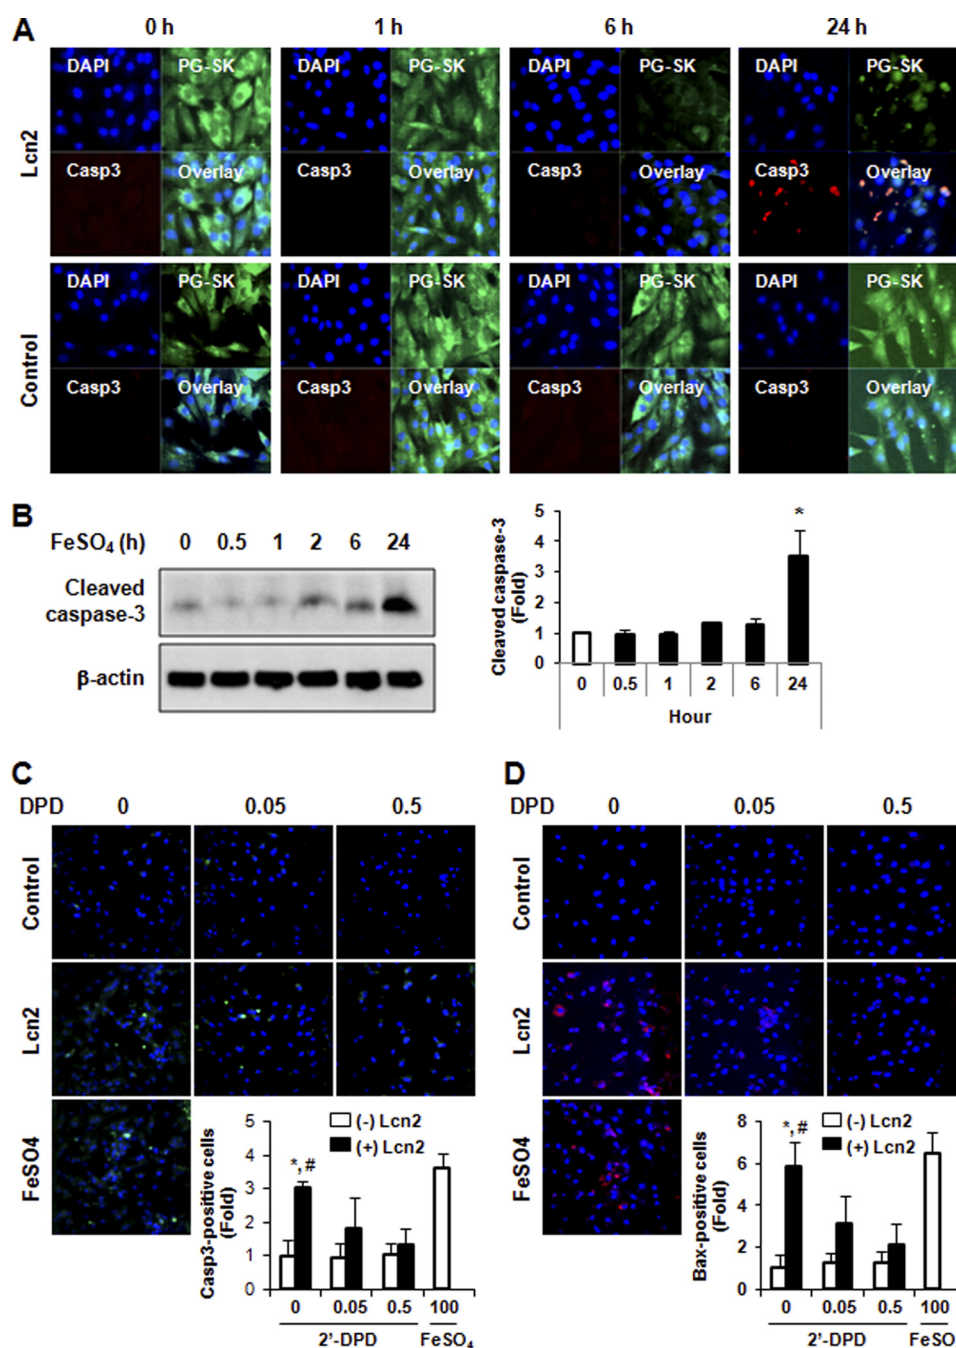 A
0 h 1 h 6 h 24 h
Lcn2
DAPI PG-SK DAPI PG-SK DAPI PG-SK DAPI PG-SK
Casp3 Overlay Casp3 Overlay Casp3 Overlay Casp3 Overlay
Control
DAPI PG-SK DAPI PG-SK DAPI PG-SK DAPI PG-SK
Casp3 Overlay Casp3 Overlay Casp3 Overlay Casp3 Overlay
B
FeSO₄ (h) 0 0.5 1 2 6 24
Cleaved
caspase-3
β-actin
Cleaved caspase-3
(Fold)
5
4
3
2
1
0
*
0 0.5 1 2 6 24
Hour
C
DPD 0 0.05 0.5
Control
Lcn2
FeSO4
Casp3-positive cells
(Fold)
5
4
3
2
1
0
(-) Lcn2
(+) Lcn2
*, #
0 0.05 0.5 100
2'-DPD FeSO₄
D
DPD 0 0.05 0.5
Control
Lcn2
FeSO4
Bax-positive cells
(Fold)
8
6
4
2
0
(-) Lcn2
(+) Lcn2
*, #
0 0.05 0.5 100
2'-DPD FeSO